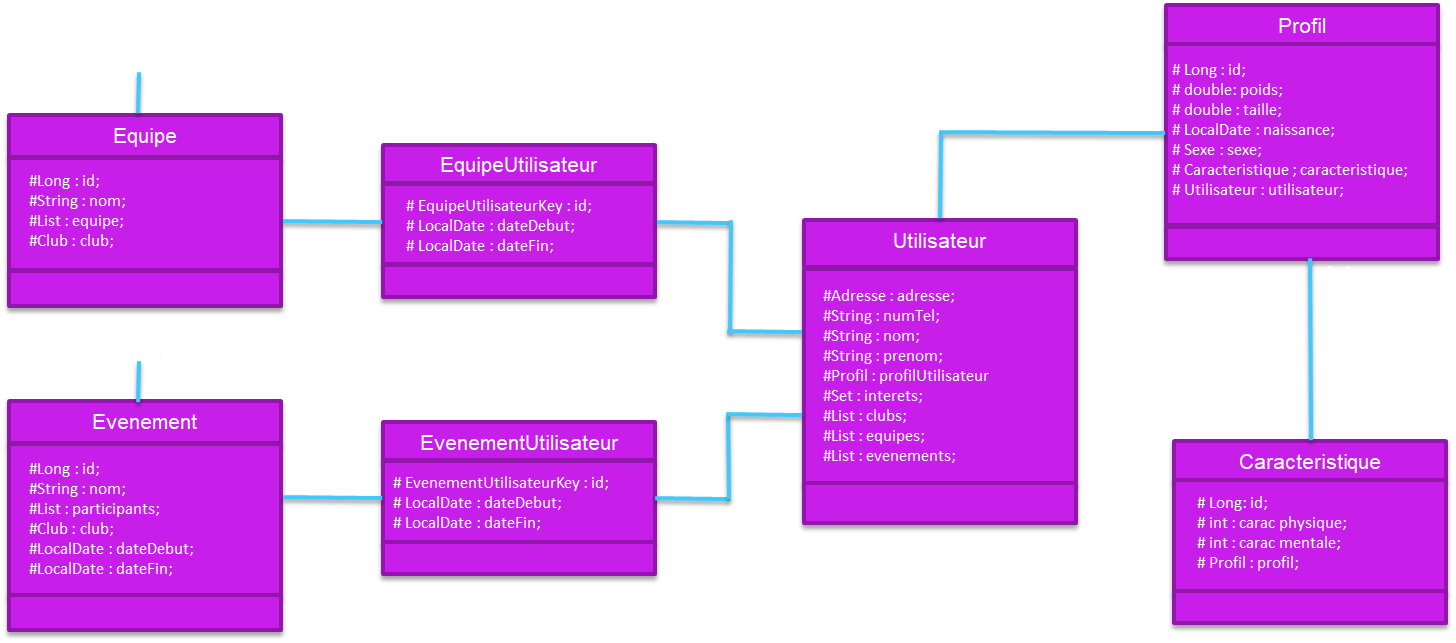 Profil
# Long : id;
# double: poids;
# double : taille;
# LocalDate : naissance;
# Sexe : sexe;
# Caracteristique ; caracteristique;
# Utilisateur : utilisateur;
Equipe
#Long : id;
#String : nom;
#List : equipe;
#Club : club;
EquipeUtilisateur
# EquipeUtilisateurKey : id;
# LocalDate : dateDebut;
# LocalDate : dateFin;
Utilisateur
#Adresse : adresse;
#String : numTel;
#String : nom;
#String : prenom;
#Profil : profilUtilisateur
#Set : interets;
#List : clubs;
#List : equipes;
#List : evenements;
Evenement
#Long : id;
#String : nom;
#List : participants;
#Club : club;
#LocalDate : dateDebut;
#LocalDate : dateFin;
EvenementUtilisateur
# EvenementUtilisateurKey : id;
# LocalDate : dateDebut;
# LocalDate : dateFin;
Caracteristique
# Long: id;
# int : carac physique;
# int : carac mentale;
# Profil : profil;